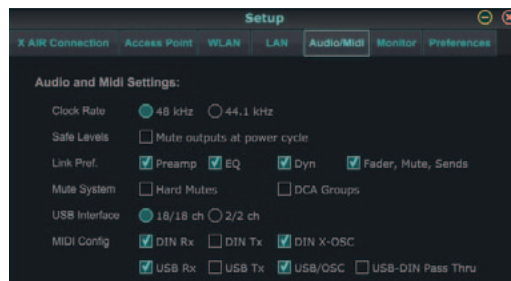 Setup
X AIR Connection Access Point WLAN LAN Audio/Midi Monitor Preferences
Audio and Midi Settings:
Clock Rate 48 kHz 44.1 kHz
Safe Levels Mute outputs at power cycle
Link Pref. Preamp EQ Dyn Fader, Mute, Sends
Mute System Hard Mutes DCA Groups
USB Interface 18/18 ch 2/2 ch
MIDI Config DIN Rx DIN Tx DIN X-OSC
USB Rx USB Tx USB/OSC USB-DIN Pass Thru